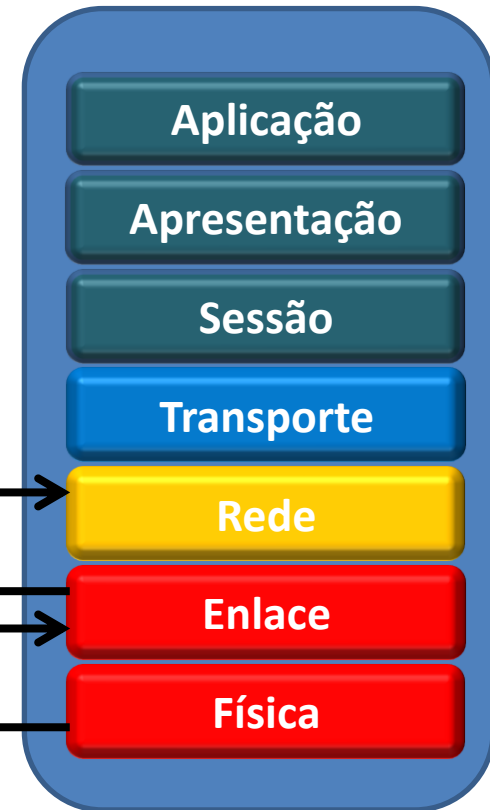 Aplicação
Apresentação
Sessão
Transporte
Rede
Enlace
Física